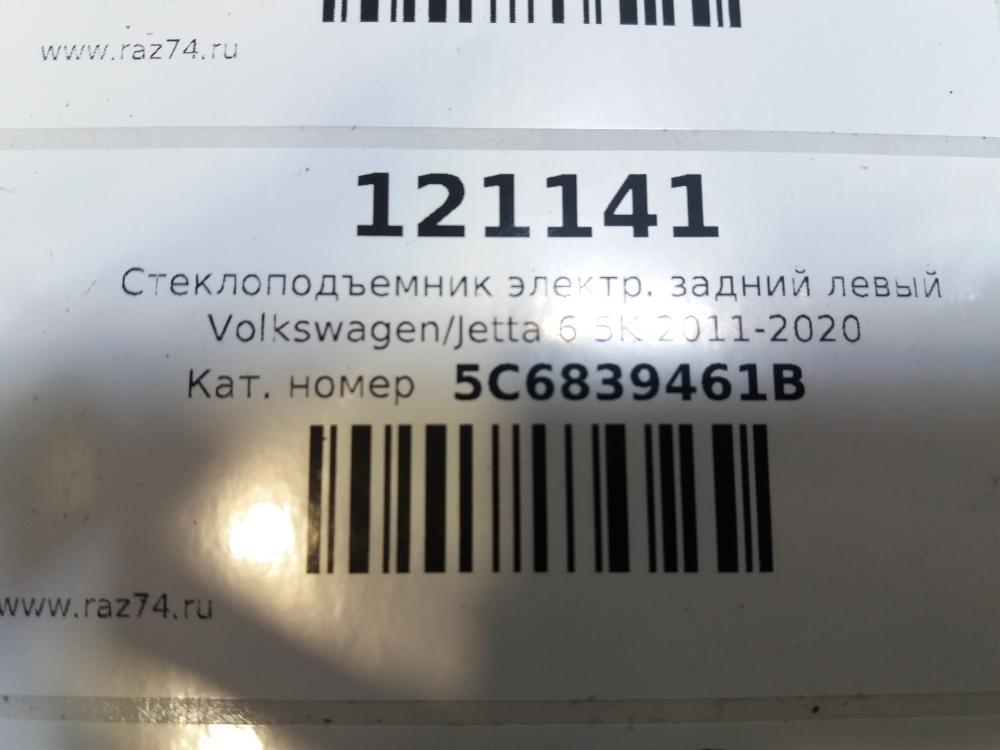 www.raz74.ru
121141
Стеклоподъемник электр. задний левый
Volkswagen/Jetta 6 5K 2011-2020
Кат. номер 5C6839461B
www.raz74.ru